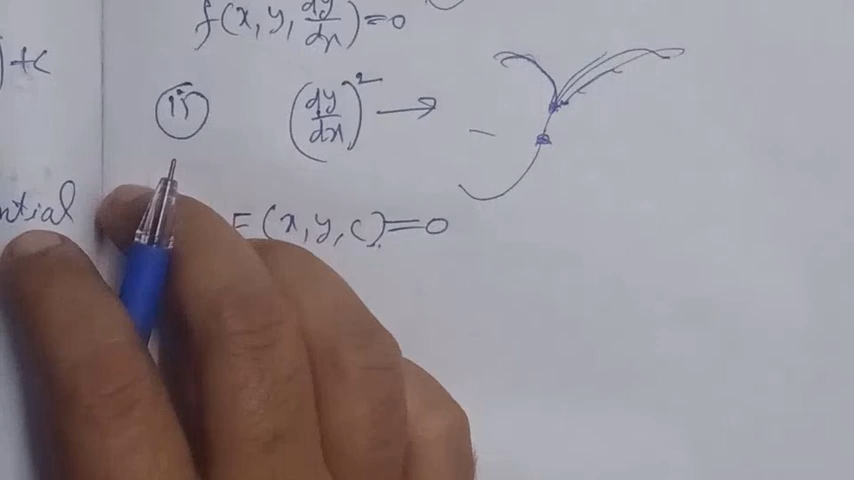 f(x, y, dy/dx) = 0
) + c
(ii) (dy/dx)² →
ntial
F(x, y, c) = 0